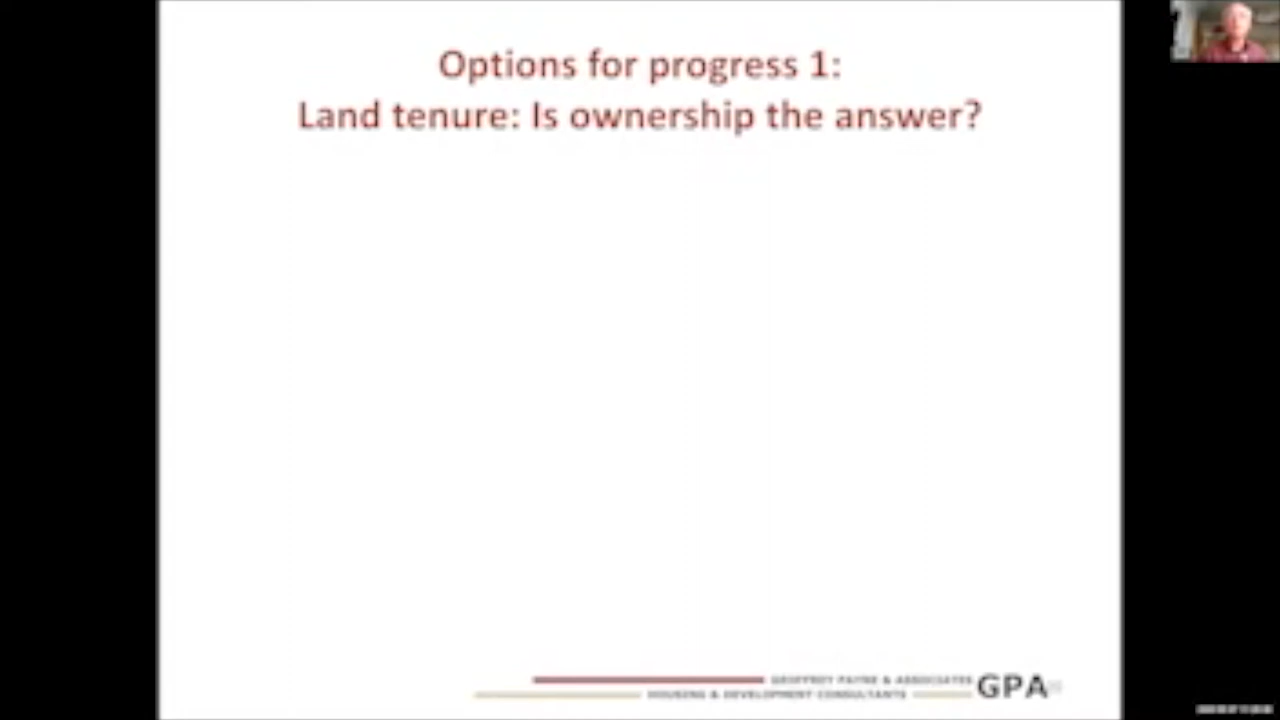 Options for progress 1:
Land tenure: Is ownership the answer?
GEOFFREY PAYNE & ASSOCIATES
HOUSING & DEVELOPMENT CONSULTANTS
GPA